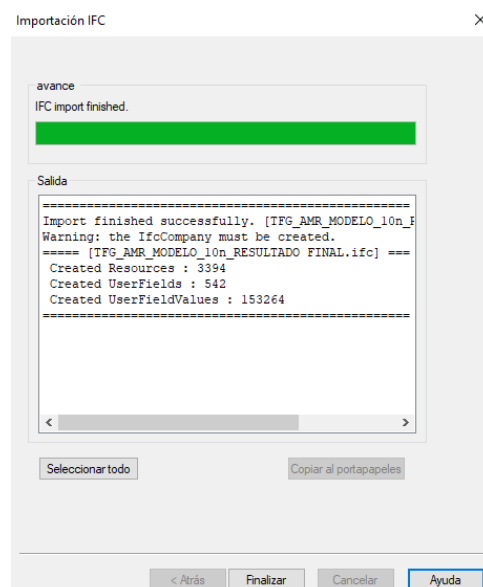 Importación IFC
avance
IFC import finished.
Salida
==================================================
Import finished successfully. [TFG_AMR_MODELO_10n_
Warning: the IfcCompany must be created.
===== [TFG_AMR_MODELO_10n_RESULTADO FINAL.ifc] ===
Created Resources : 3394
Created UserFields : 542
Created UserFieldValues : 153264
==================================================
Seleccionar todo
Copiar al portapapeles
< Atrás
Finalizar
Cancelar
Ayuda